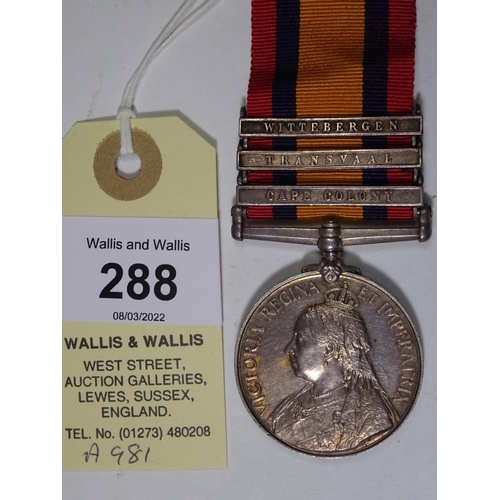 WITTEBERGEN
TRANSVAAL
CAPE COLONY
VICTORIA REGINA ET IMPERATRIX
Wallis and Wallis
288
08/03/2022
WALLIS & WALLIS
WEST STREET,
AUCTION GALLERIES,
LEWES, SUSSEX,
ENGLAND.
TEL. No. (01273) 480208
A 981